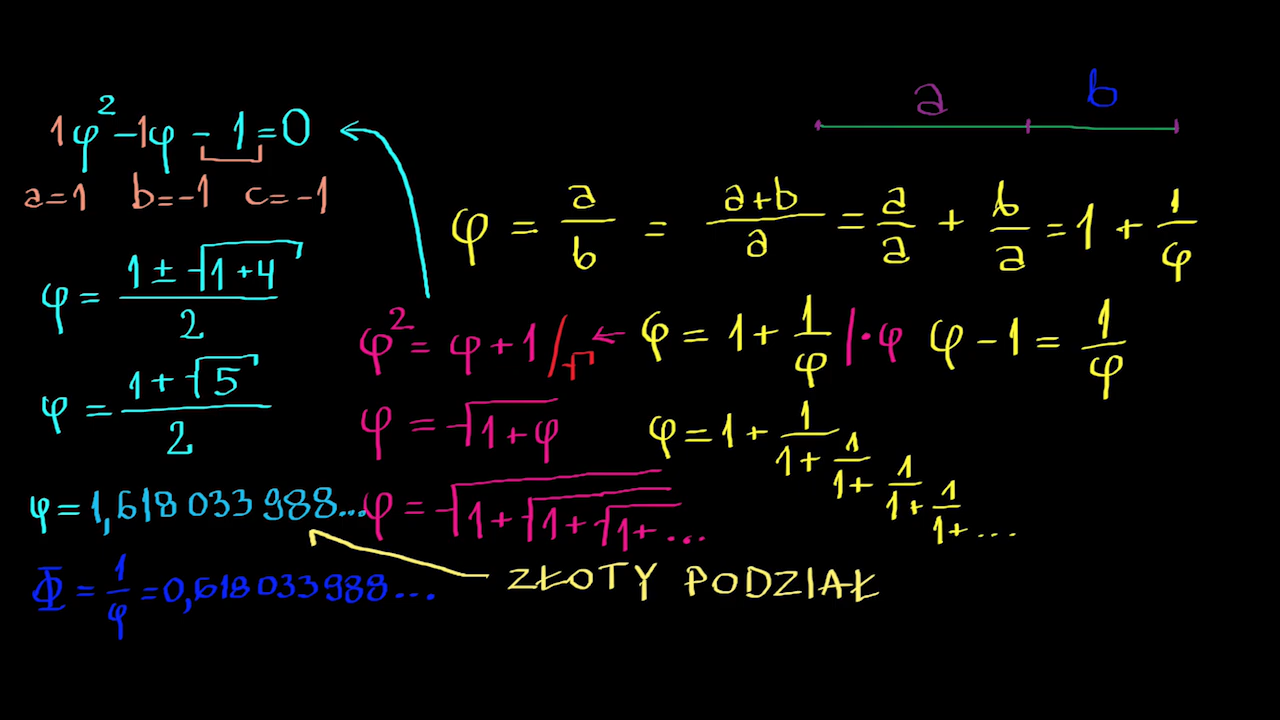 a b
1φ² − 1φ − 1 = 0
a=1 b=−1 c=−1
φ = a/b = (a+b)/a = a/a + b/a = 1 + 1/φ
φ = (1 ± √(1+4))/2
φ² = φ + 1 /√ ← φ = 1 + 1/φ |·φ φ − 1 = 1/φ
φ = (1 + √5)/2
φ = √(1+φ)
φ = 1 + 1/(1+ 1/(1+ 1/(1+ 1/(1+ ...
φ = 1,618 033 988...
φ = √(1+√(1+√(1+...
Φ = 1/φ = 0,618 033 988...
ZŁOTY PODZIAŁ